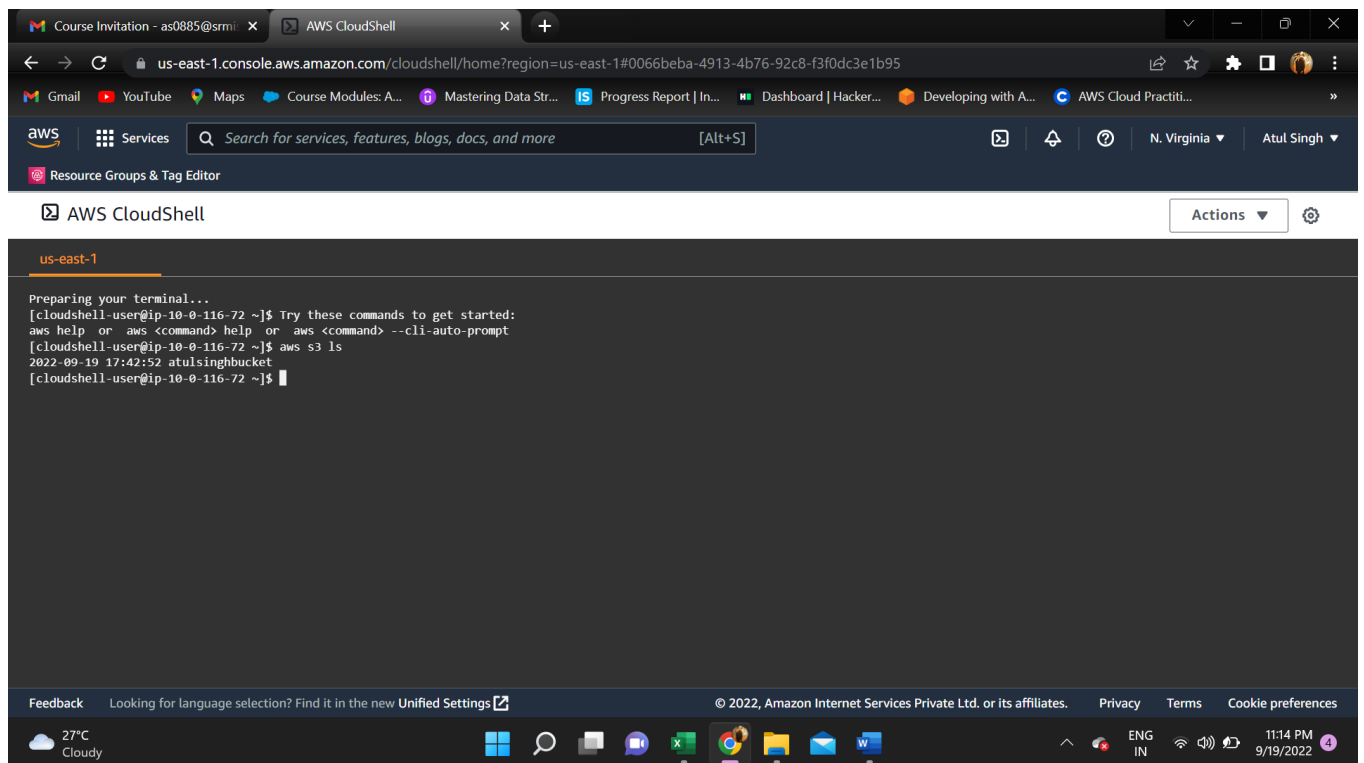 Course Invitation - as0885@srmi
AWS CloudShell
us-east-1.console.aws.amazon.com/cloudshell/home?region=us-east-1#0066beba-4913-4b76-92c8-f3f0dc3e1b95
Gmail YouTube Maps Course Modules: A... Mastering Data Str... IS Progress Report | In... Dashboard | Hacker... Developing with A... C AWS Cloud Practiti... »
aws Services Search for services, features, blogs, docs, and more [Alt+S] N. Virginia ▼ Atul Singh ▼
Resource Groups & Tag Editor
AWS CloudShell Actions ▼
us-east-1
Preparing your terminal...
[cloudshell-user@ip-10-0-116-72 ~]$ Try these commands to get started:
aws help or aws <command> help or aws <command> --cli-auto-prompt
[cloudshell-user@ip-10-0-116-72 ~]$ aws s3 ls
2022-09-19 17:42:52 atulsinghbucket
[cloudshell-user@ip-10-0-116-72 ~]$
Feedback Looking for language selection? Find it in the new Unified Settings © 2022, Amazon Internet Services Private Ltd. or its affiliates. Privacy Terms Cookie preferences
27°C
Cloudy
ENG
IN
11:14 PM
9/19/2022
4